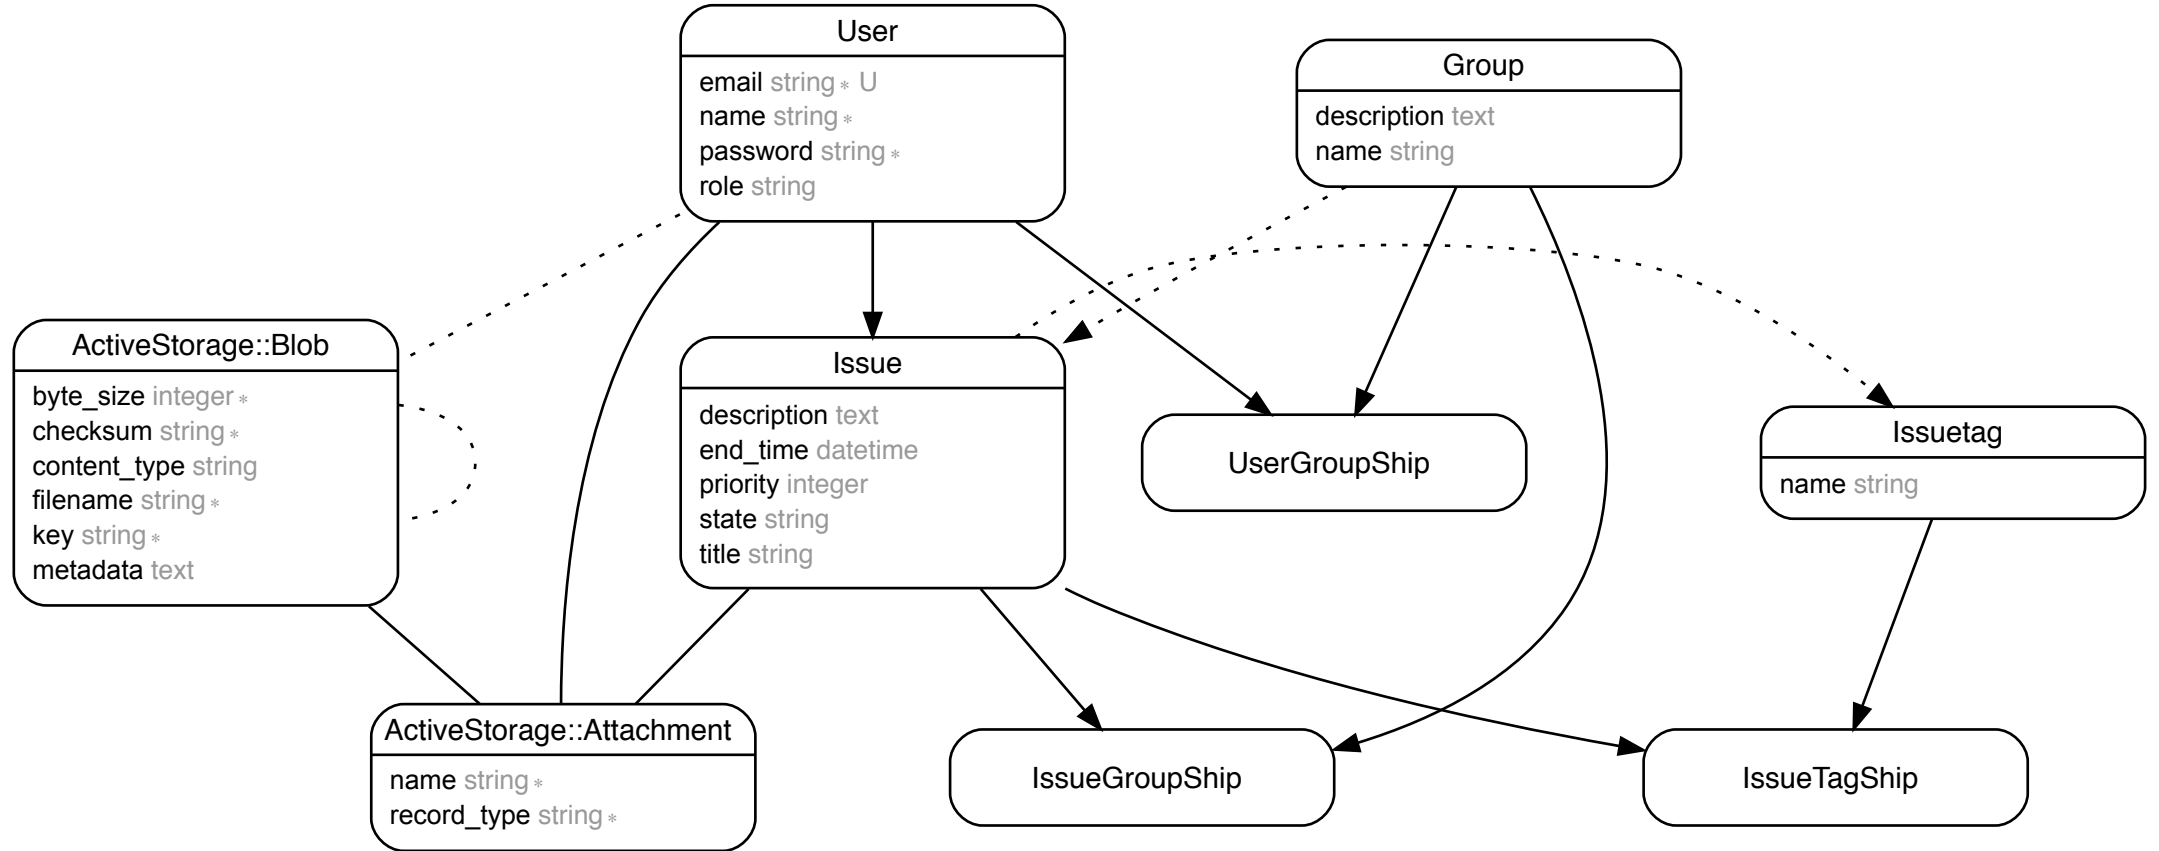 User
email string * U
name string *
password string *
role string
Group
description text
name string
ActiveStorage::Blob
byte_size integer *
checksum string *
content_type string
filename string *
key string *
metadata text
Issue
description text
end_time datetime
priority integer
state string
title string
UserGroupShip
Issuetag
name string
ActiveStorage::Attachment
name string *
record_type string *
IssueGroupShip
IssueTagShip